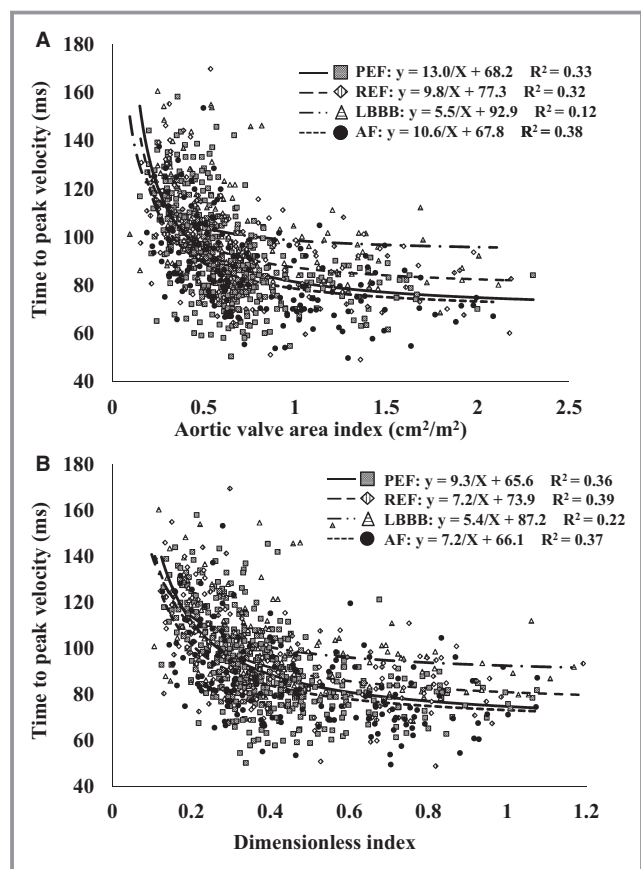 A
180
160
140
120
100
80
60
40
Time to peak velocity (ms)
PEF: y = 13.0/X + 68.2 R² = 0.33
REF: y = 9.8/X + 77.3 R² = 0.32
LBBB: y = 5.5/X + 92.9 R² = 0.12
AF: y = 10.6/X + 67.8 R² = 0.38
0 0.5 1 1.5 2 2.5
Aortic valve area index (cm²/m²)
B
180
160
140
120
100
80
60
40
Time to peak velocity (ms)
PEF: y = 9.3/X + 65.6 R² = 0.36
REF: y = 7.2/X + 73.9 R² = 0.39
LBBB: y = 5.4/X + 87.2 R² = 0.22
AF: y = 7.2/X + 66.1 R² = 0.37
0 0.2 0.4 0.6 0.8 1 1.2
Dimensionless index